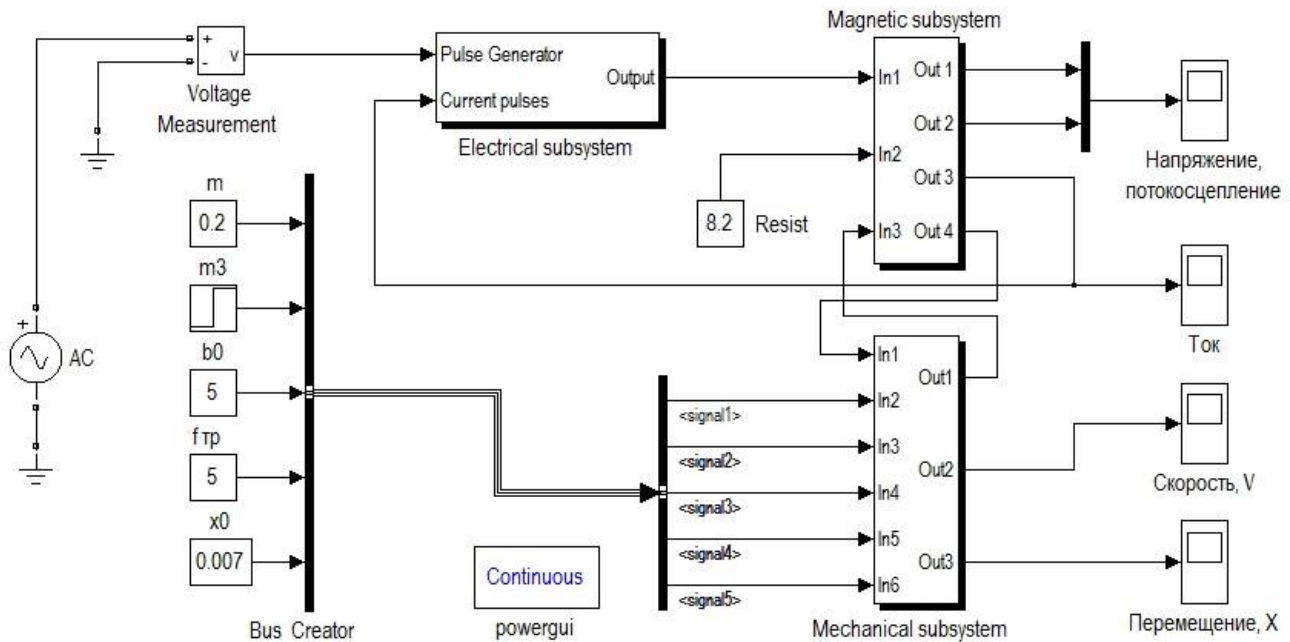 Magnetic subsystem
+
-
v
Voltage
Measurement
Pulse Generator
Current pulses
Output
Electrical subsystem
In1
In2
In3
Out 1
Out 2
Out 3
Out 4
Напряжение,
потокосцепление
8.2
Resist
Ток
m
0.2
m3
b0
5
f тр
5
x0
0.007
Bus Creator
+
AC
Continuous
powergui
<signal1>
<signal2>
<signal3>
<signal4>
<signal5>
In1
In2
In3
In4
In5
In6
Out1
Out2
Out3
Mechanical subsystem
Скорость, V
Перемещение, X